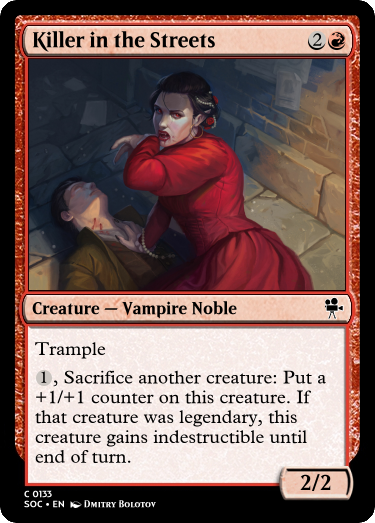 Killer in the Streets 2
Creature — Vampire Noble
Trample
1, Sacrifice another creature: Put a
+1/+1 counter on this creature. If
that creature was legendary, this
creature gains indestructible until
end of turn.
2/2
C 0133
SOC • EN Dmitry Bolotov